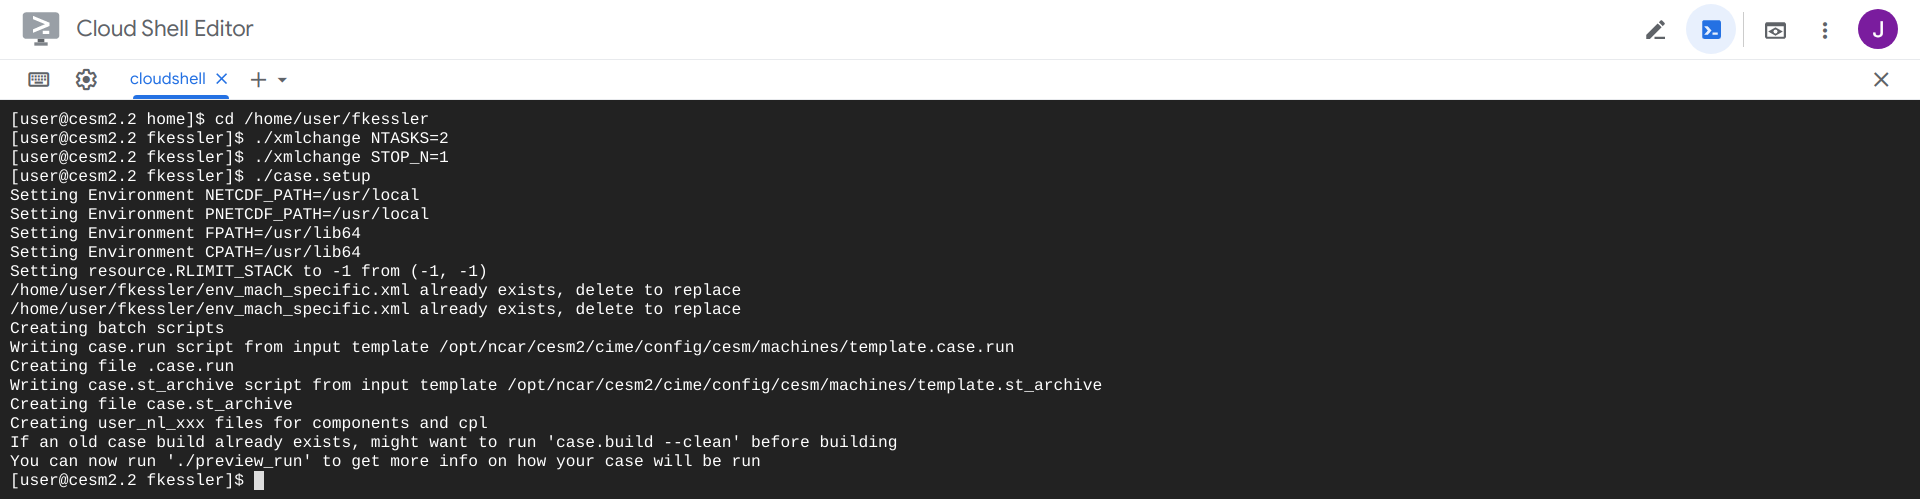 Cloud Shell Editor
J
cloudshell
[user@cesm2.2 home]$ cd /home/user/fkessler
[user@cesm2.2 fkessler]$ ./xmlchange NTASKS=2
[user@cesm2.2 fkessler]$ ./xmlchange STOP_N=1
[user@cesm2.2 fkessler]$ ./case.setup
Setting Environment NETCDF_PATH=/usr/local
Setting Environment PNETCDF_PATH=/usr/local
Setting Environment FPATH=/usr/lib64
Setting Environment CPATH=/usr/lib64
Setting resource.RLIMIT_STACK to -1 from (-1, -1)
/home/user/fkessler/env_mach_specific.xml already exists, delete to replace
/home/user/fkessler/env_mach_specific.xml already exists, delete to replace
Creating batch scripts
Writing case.run script from input template /opt/ncar/cesm2/cime/config/cesm/machines/template.case.run
Creating file .case.run
Writing case.st_archive script from input template /opt/ncar/cesm2/cime/config/cesm/machines/template.st_archive
Creating file case.st_archive
Creating user_nl_xxx files for components and cpl
If an old case build already exists, might want to run 'case.build --clean' before building
You can now run './preview_run' to get more info on how your case will be run
[user@cesm2.2 fkessler]$